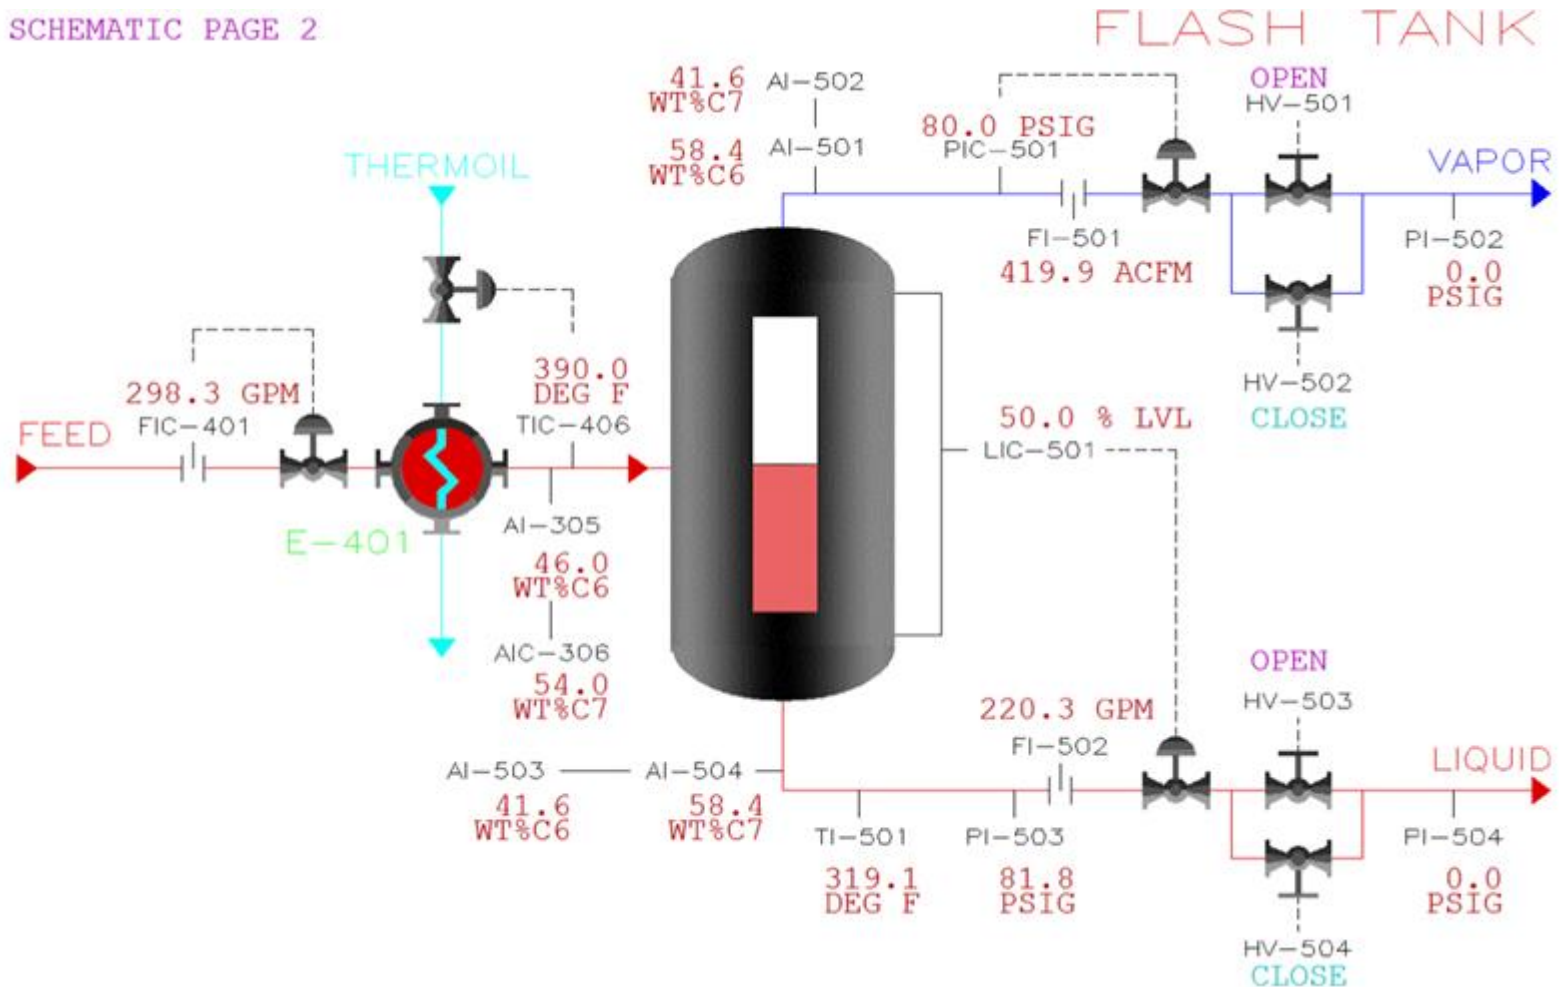 SCHEMATIC PAGE 2
FLASH TANK
41.6
WT%C7
AI-502
58.4
WT%C6
AI-501
80.0 PSIG
PIC-501
OPEN
HV-501
VAPOR
THERMOIL
FI-501
419.9 ACFM
PI-502
0.0
PSIG
HV-502
CLOSE
298.3 GPM
FIC-401
390.0
DEG F
TIC-406
FEED
E-401
50.0 % LVL
LIC-501
AI-305
46.0
WT%C6
AIC-306
54.0
WT%C7
AI-503
41.6
WT%C6
AI-504
58.4
WT%C7
220.3 GPM
FI-502
OPEN
HV-503
LIQUID
TI-501
319.1
DEG F
PI-503
81.8
PSIG
PI-504
0.0
PSIG
HV-504
CLOSE